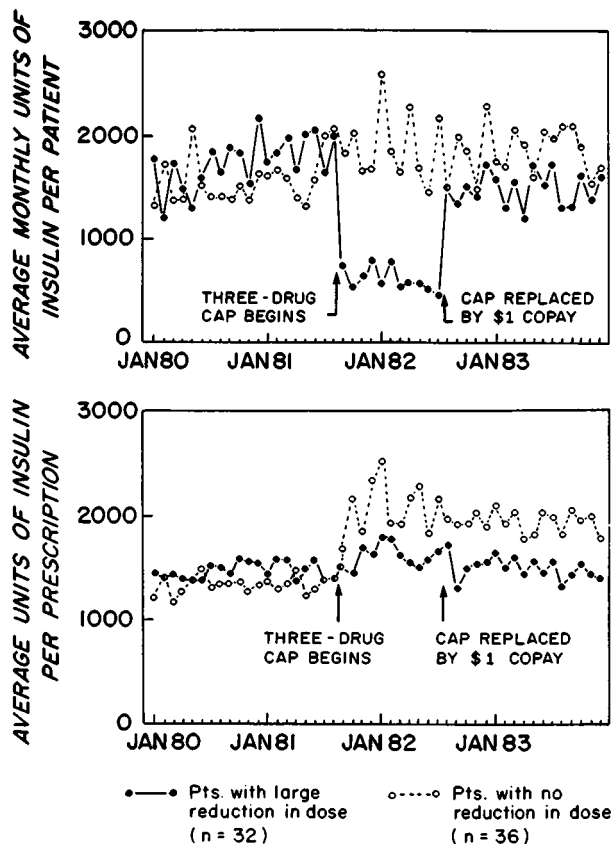 AVERAGE MONTHLY UNITS OF
INSULIN PER PATIENT
3000
2000
1000
0
THREE-DRUG
CAP BEGINS
CAP REPLACED
BY $1 COPAY
JAN80 JAN81 JAN82 JAN83
AVERAGE UNITS OF INSULIN
PER PRESCRIPTION
3000
2000
1000
0
THREE-DRUG
CAP BEGINS
CAP REPLACED
BY $1 COPAY
JAN80 JAN81 JAN82 JAN83
Pts. with large
reduction in dose
(n = 32)
Pts. with no
reduction in dose
(n = 36)